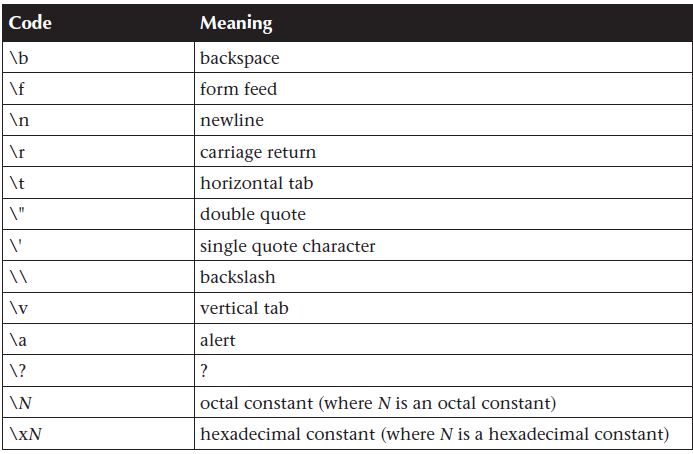 Code Meaning
\b backspace
\f form feed
\n newline
\r carriage return
\t horizontal tab
\" double quote
\' single quote character
\\ backslash
\v vertical tab
\a alert
\? ?
\N octal constant (where N is an octal constant)
\xN hexadecimal constant (where N is a hexadecimal constant)